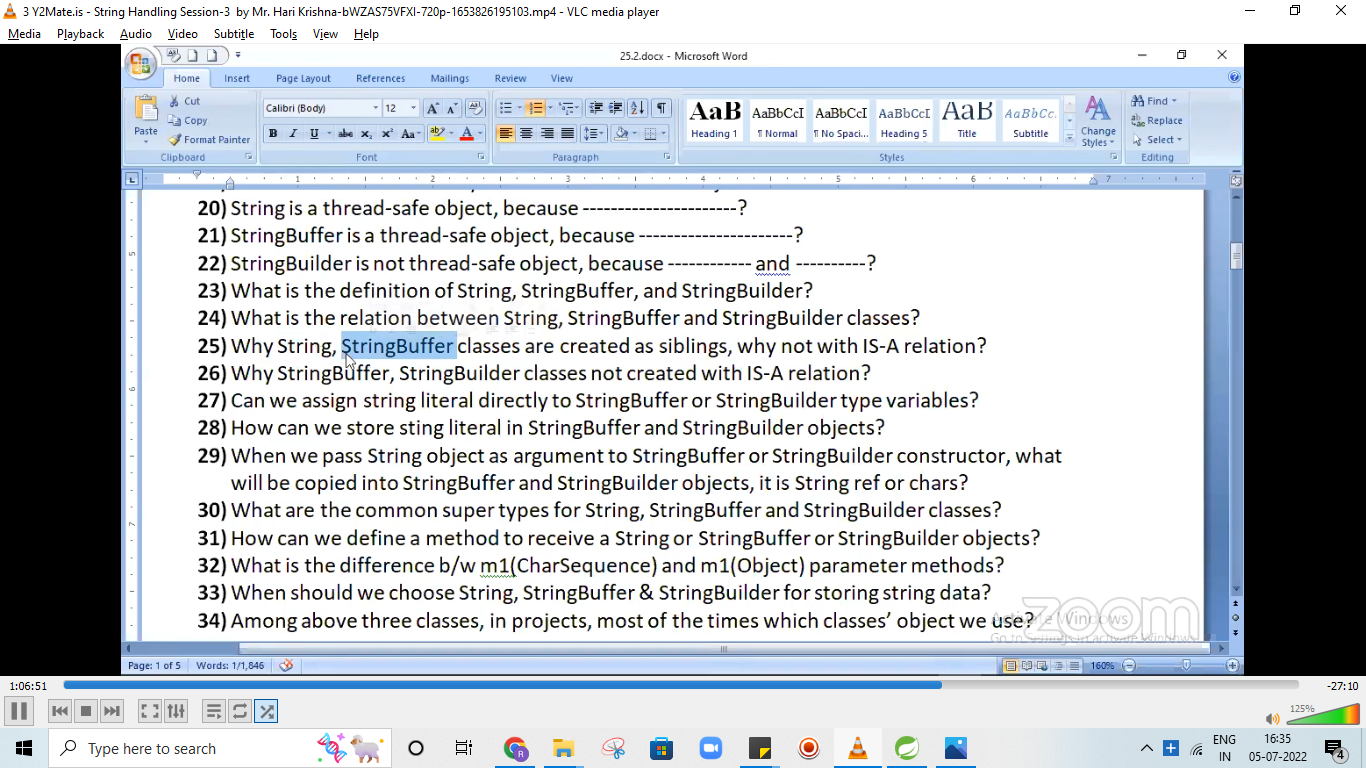 3 Y2Mate.is - String Handling Session-3 by Mr. Hari Krishna-bWZAS75VFXI-720p-1653826195103.mp4 - VLC media player
Media Playback Audio Video Subtitle Tools View Help
25.2.docx - Microsoft Word
Home Insert Page Layout References Mailings Review View
Paste
Cut
Copy
Format Painter
Clipboard
Calibri (Body) 12
Font
Paragraph
AaB AaBbCcI AaBbCcI AaBbCcI AaB AaBbCcI
Heading 1 ¶ Normal ¶ No Spaci... Heading 5 Title Subtitle
Change Styles
Styles
Find
Replace
Select
Editing
1 2 3 4 5 6 7
20) String is a thread-safe object, because ----------------------?
21) StringBuffer is a thread-safe object, because ----------------------?
22) StringBuilder is not thread-safe object, because ------------ and ----------?
23) What is the definition of String, StringBuffer, and StringBuilder?
24) What is the relation between String, StringBuffer and StringBuilder classes?
25) Why String, StringBuffer classes are created as siblings, why not with IS-A relation?
26) Why StringBuffer, StringBuilder classes not created with IS-A relation?
27) Can we assign string literal directly to StringBuffer or StringBuilder type variables?
28) How can we store sting literal in StringBuffer and StringBuilder objects?
29) When we pass String object as argument to StringBuffer or StringBuilder constructor, what
will be copied into StringBuffer and StringBuilder objects, it is String ref or chars?
30) What are the common super types for String, StringBuffer and StringBuilder classes?
31) How can we define a method to receive a String or StringBuffer or StringBuilder objects?
32) What is the difference b/w m1(CharSequence) and m1(Object) parameter methods?
33) When should we choose String, StringBuffer & StringBuilder for storing string data?
34) Among above three classes, in projects, most of the times which classes' object we use?
zoom
Activate Windows
Go to Settings to activate Windows.
Page: 1 of 5 Words: 1/1,846 160%
1:06:51 -27:10
125%
Type here to search
ENG
IN
16:35
05-07-2022
4